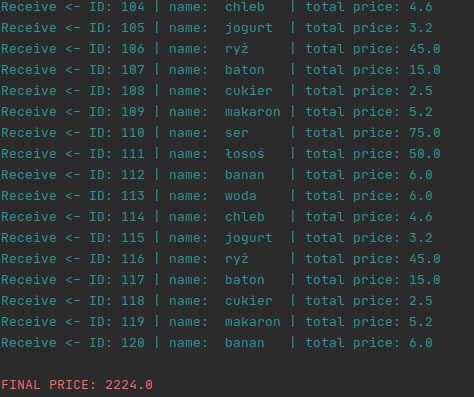 Receive <- ID: 104 | name:  chleb   | total price: 4.6
Receive <- ID: 105 | name:  jogurt  | total price: 3.2
Receive <- ID: 106 | name:  ryż     | total price: 45.0
Receive <- ID: 107 | name:  baton   | total price: 15.0
Receive <- ID: 108 | name:  cukier  | total price: 2.5
Receive <- ID: 109 | name:  makaron | total price: 5.2
Receive <- ID: 110 | name:  ser     | total price: 75.0
Receive <- ID: 111 | name:  łosoś   | total price: 50.0
Receive <- ID: 112 | name:  banan   | total price: 6.0
Receive <- ID: 113 | name:  woda    | total price: 6.0
Receive <- ID: 114 | name:  chleb   | total price: 4.6
Receive <- ID: 115 | name:  jogurt  | total price: 3.2
Receive <- ID: 116 | name:  ryż     | total price: 45.0
Receive <- ID: 117 | name:  baton   | total price: 15.0
Receive <- ID: 118 | name:  cukier  | total price: 2.5
Receive <- ID: 119 | name:  makaron | total price: 5.2
Receive <- ID: 120 | name:  banan   | total price: 6.0
FINAL PRICE: 2224.0